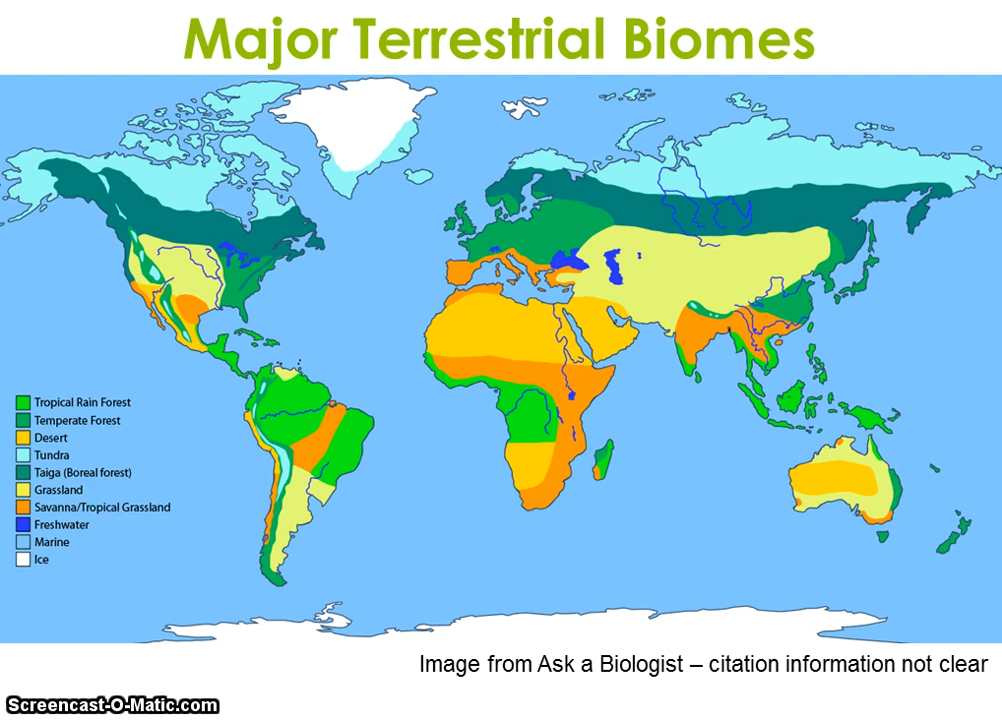 Major Terrestrial Biomes
Tropical Rain Forest
Temperate Forest
Desert
Tundra
Taiga (Boreal forest)
Grassland
Savanna/Tropical Grassland
Freshwater
Marine
Ice
Image from Ask a Biologist – citation information not clear
Screencast-O-Matic.com